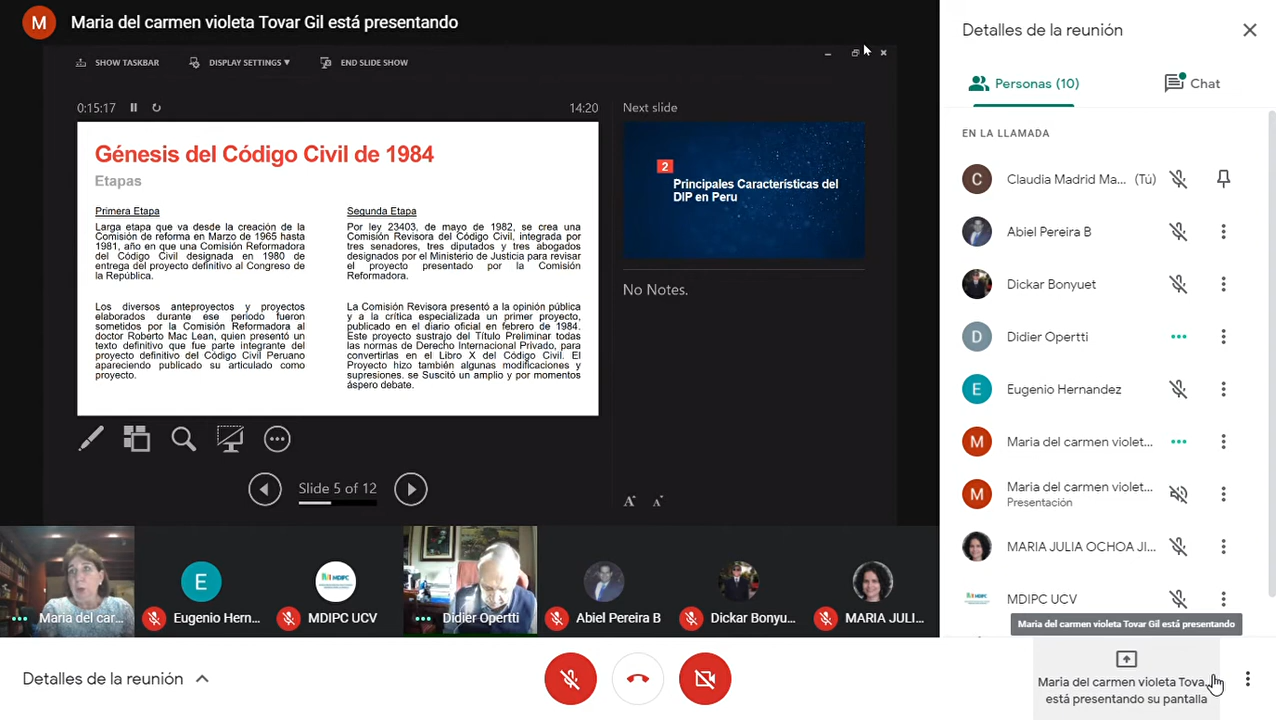 M
Maria del carmen violeta Tovar Gil está presentando
SHOW TASKBAR
DISPLAY SETTINGS ▾
END SLIDE SHOW
0:15:17
14:20
Génesis del Código Civil de 1984
Etapas
Primera Etapa
Larga etapa que va desde la creación de la
Comisión de reforma en Marzo de 1965 hasta
1981, año en que una Comisión Reformadora
del Código Civil designada en 1980 de
entrega del proyecto definitivo al Congreso de
la República.
Los diversos anteproyectos y proyectos
elaborados durante ese periodo fueron
sometidos por la Comisión Reformadora al
doctor Roberto Mac Lean, quien presentó un
texto definitivo que fue parte integrante del
proyecto definitivo del Código Civil Peruano
apareciendo publicado su articulado como
proyecto.
Segunda Etapa
Por ley 23403, de mayo de 1982, se crea una
Comisión Revisora del Código Civil, integrada por
tres senadores, tres diputados y tres abogados
designados por el Ministerio de Justicia para revisar
el proyecto presentado por la Comisión
Reformadora.
La Comisión Revisora presentó a la opinión pública
y a la crítica especializada un primer proyecto,
publicado en el diario oficial en febrero de 1984.
Este proyecto sustrajo del Título Preliminar todas
las normas de Derecho Internacional Privado, para
convertirlas en el Libro X del Código Civil. El
Proyecto hizo también algunas modificaciones y
supresiones. se Suscitó un amplio y por momentos
áspero debate.
Next slide
2
Principales Características del
DIP en Peru
No Notes.
Slide 5 of 12
A A
Maria del car...
E
Eugenio Hern...
MDIPC
MDIPC UCV
Didier Opertti
Abiel Pereira B
Dickar Bonyu...
MARIA JULI...
Detalles de la reunión
Personas (10)
Chat
EN LA LLAMADA
C
Claudia Madrid Ma... (Tú)
Abiel Pereira B
Dickar Bonyuet
D
Didier Opertti
E
Eugenio Hernandez
M
Maria del carmen violet...
M
Maria del carmen violet...
Presentación
MARIA JULIA OCHOA JI...
MDIPC UCV
Maria del carmen violeta Tovar Gil está presentando
Detalles de la reunión
Maria del carmen violeta Tova...
está presentando su pantalla